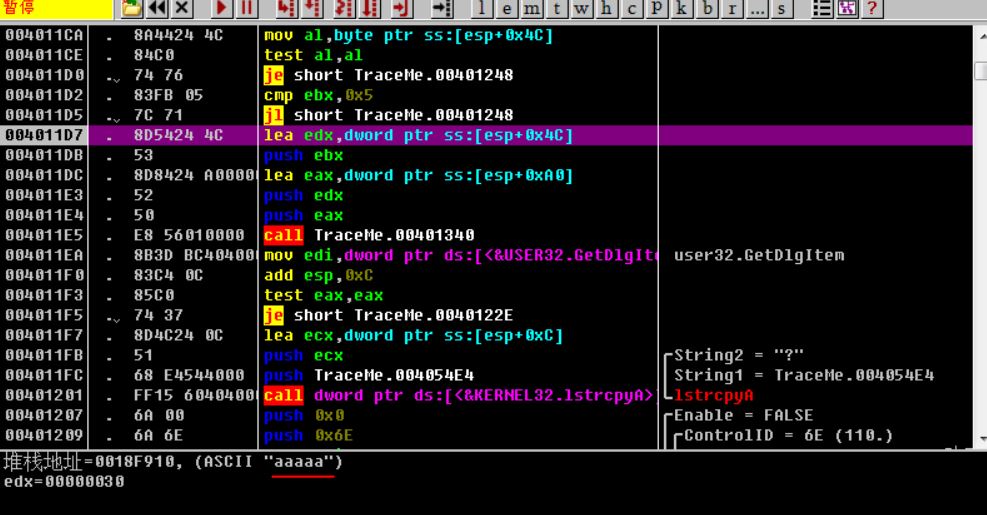 暂停 l e m t w h c p k b r ... s ?
004011CA . 8A4424 4C mov al,byte ptr ss:[esp+0x4C]
004011CE . 84C0 test al,al
004011D0 .⌄ 74 76 je short TraceMe.00401248
004011D2 . 83FB 05 cmp ebx,0x5
004011D5 .⌄ 7C 71 jl short TraceMe.00401248
004011D7 . 8D5424 4C lea edx,dword ptr ss:[esp+0x4C]
004011DB . 53 push ebx
004011DC . 8D8424 A0000 lea eax,dword ptr ss:[esp+0xA0]
004011E3 . 52 push edx
004011E4 . 50 push eax
004011E5 . E8 56010000 call TraceMe.00401340
004011EA . 8B3D BC40400 mov edi,dword ptr ds:[<&USER32.GetDlgIt user32.GetDlgItem
004011F0 . 83C4 0C add esp,0xC
004011F3 . 85C0 test eax,eax
004011F5 .⌄ 74 37 je short TraceMe.0040122E
004011F7 . 8D4C24 0C lea ecx,dword ptr ss:[esp+0xC]
004011FB . 51 push ecx String2 = "?"
004011FC . 68 E4544000 push TraceMe.004054E4 String1 = TraceMe.004054E4
00401201 . FF15 6040400 call dword ptr ds:[<&KERNEL32.lstrcpyA>] lstrcpyA
00401207 . 6A 00 push 0x0 Enable = FALSE
00401209 . 6A 6E push 0x6E ControlID = 6E (110.)
堆栈地址=0018F910, (ASCII "aaaaa")
edx=00000030